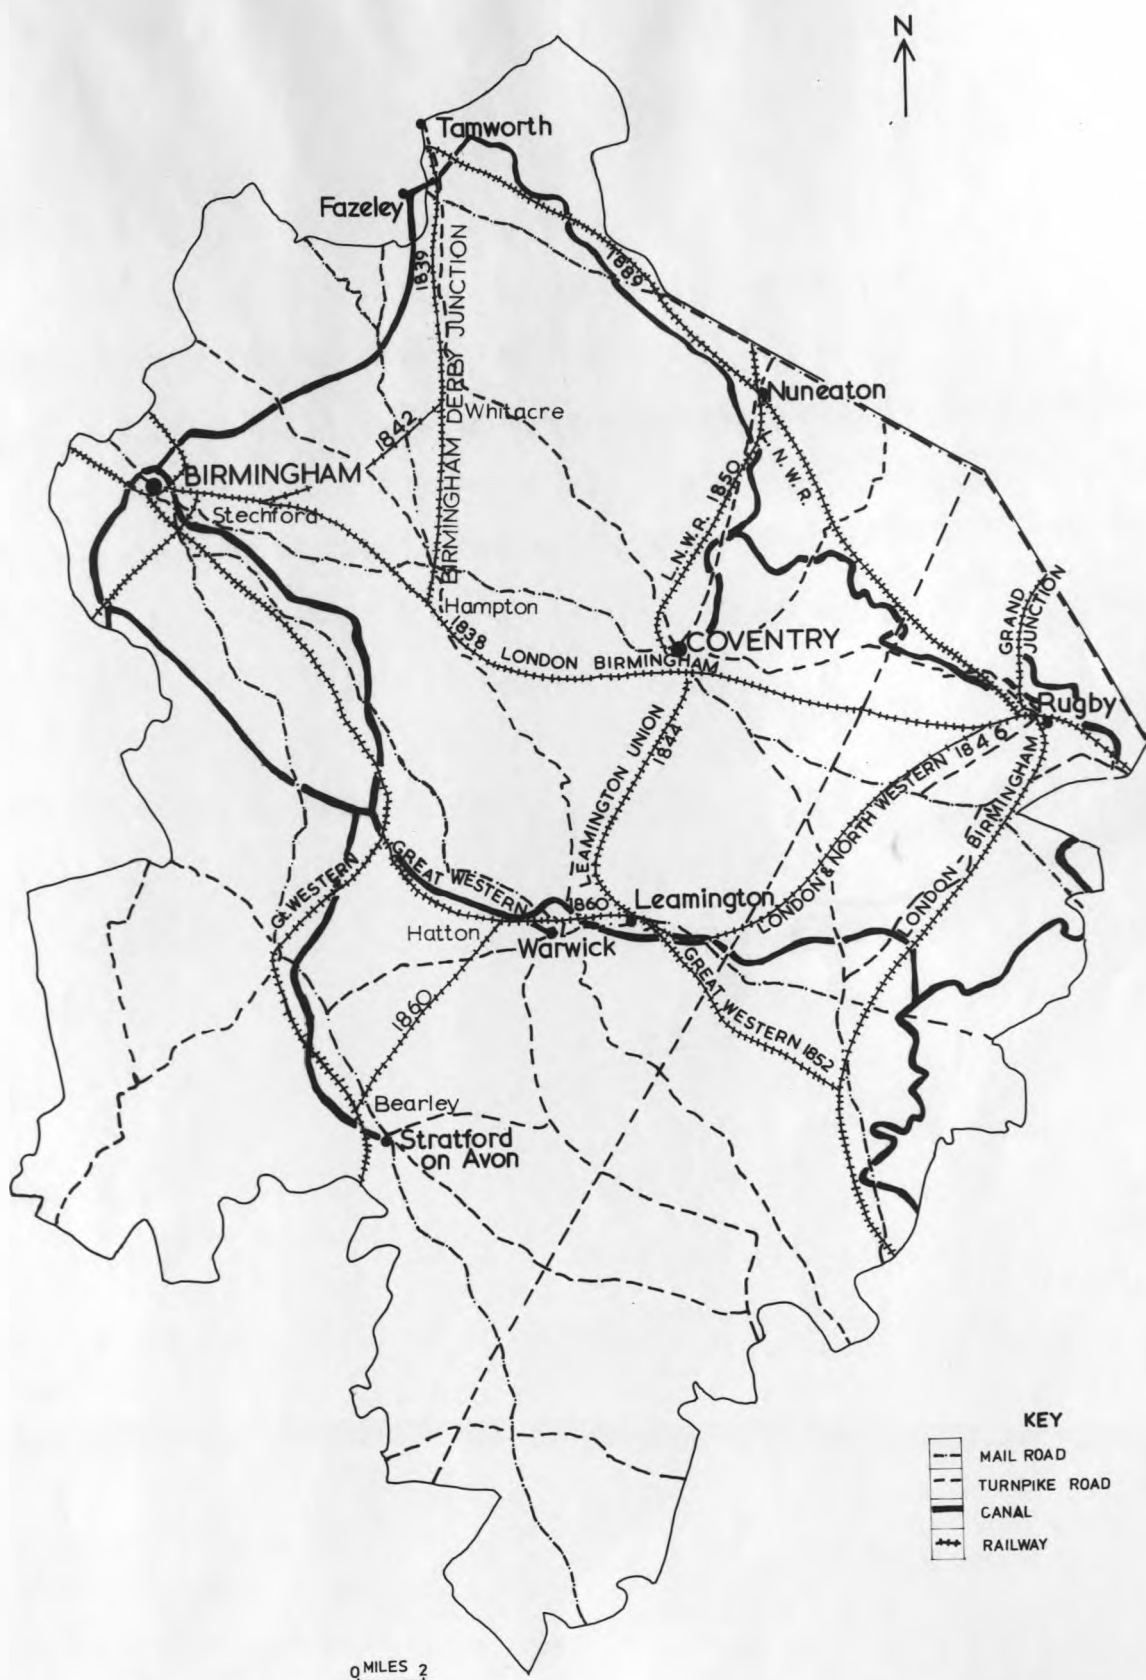 N
Tamworth
Fazeley
1839
BIRMINGHAM DERBY JUNCTION
1889
Nuneaton
Whitacre
1842
L.N.W.R.
BIRMINGHAM
Stechford
L.N.W.R. 1850
Hampton
1838
LONDON BIRMINGHAM
COVENTRY
GRAND
JUNCTION
Rugby
LEAMINGTON UNION
1844
LONDON & NORTH WESTERN 1846
LONDON - BIRMINGHAM
Gt. WESTERN
GREAT WESTERN
1860
Leamington
Hatton
Warwick
GREAT WESTERN 1852
1860
Bearley
Stratford
on Avon
KEY
MAIL ROAD
TURNPIKE ROAD
CANAL
RAILWAY
0 MILES 2